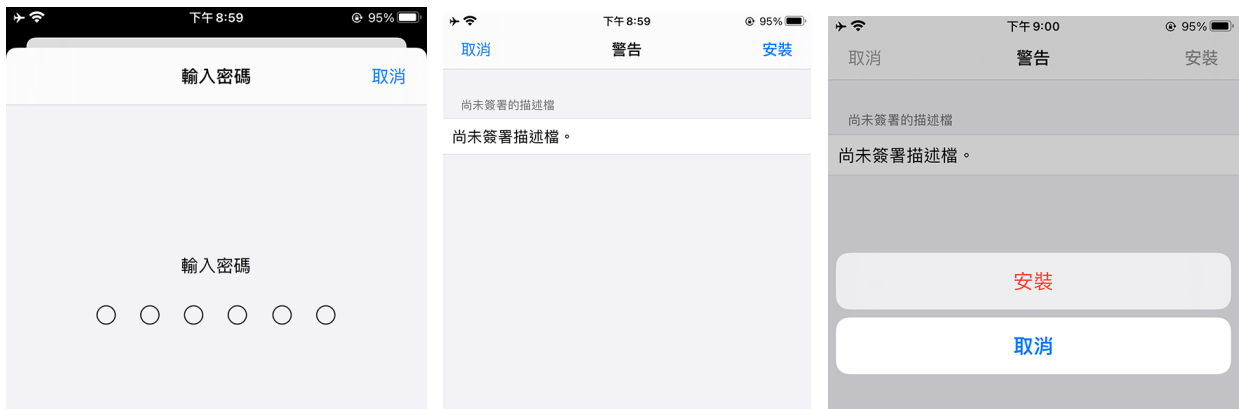 下午8:59
95%
輸入密碼
取消
輸入密碼
下午8:59
95%
取消
警告
安裝
尚未簽署的描述檔
尚未簽署描述檔。
下午9:00
95%
取消
警告
安裝
尚未簽署的描述檔
尚未簽署描述檔。
安裝
取消